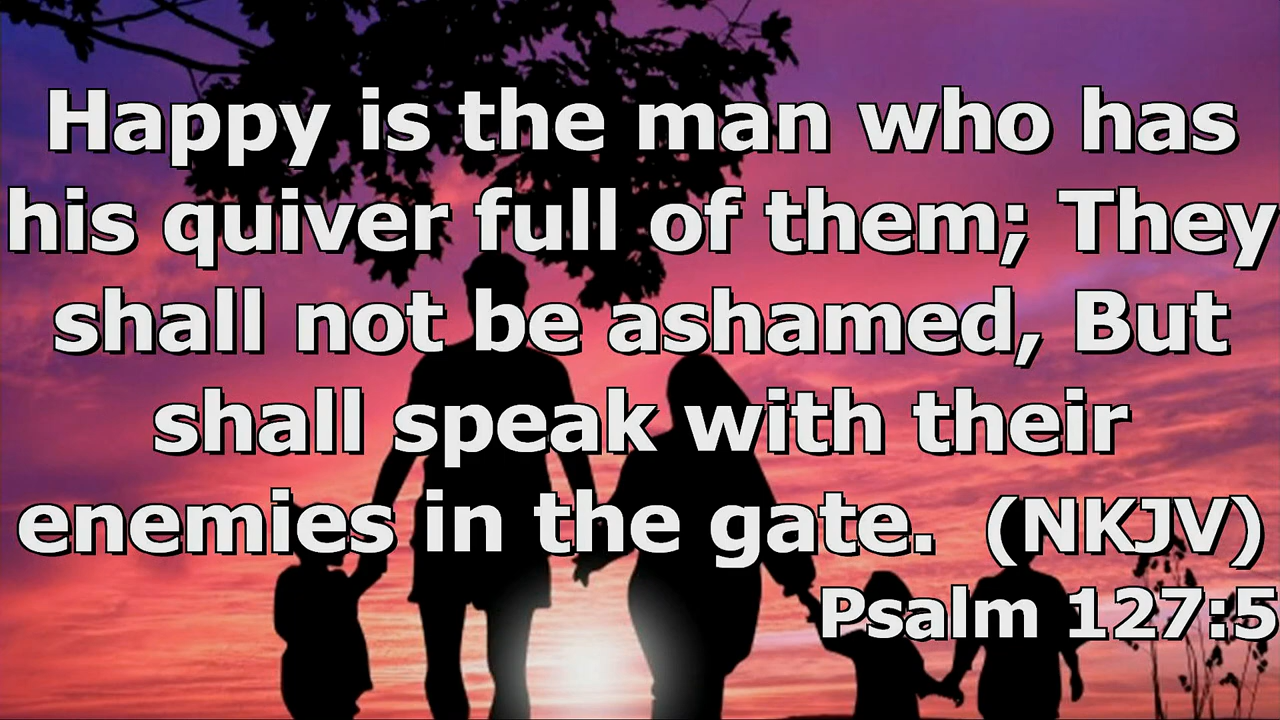 Happy is the man who has
his quiver full of them; They
shall not be ashamed, But
shall speak with their
enemies in the gate.  (NKJV)
Psalm 127:5